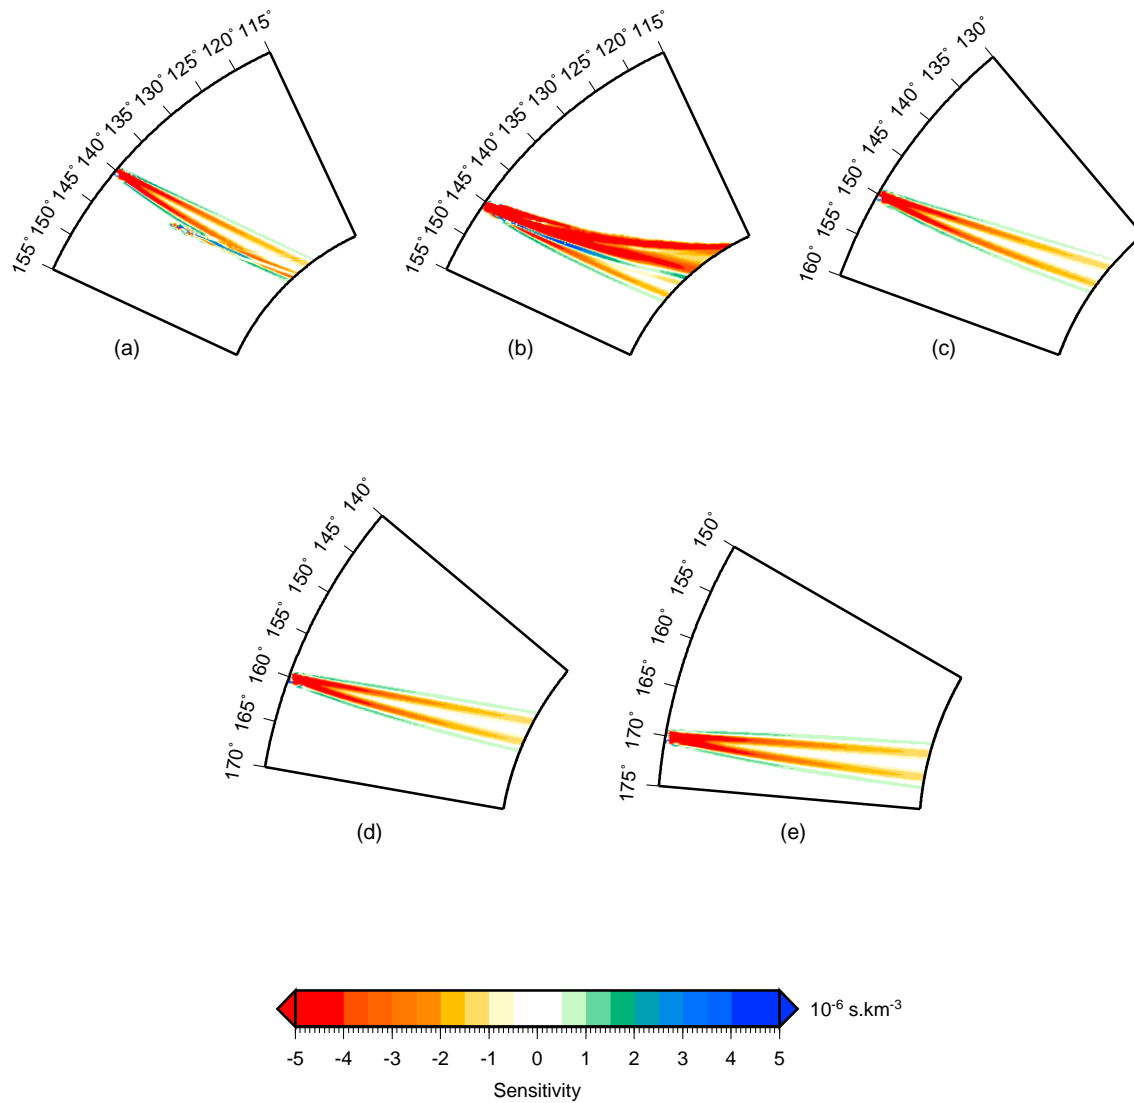 115° 120° 125° 130° 135° 140° 145° 150° 155°
(a)
115° 120° 125° 130° 135° 140° 145° 150° 155°
(b)
130° 135° 140° 145° 150° 155° 160°
(c)
140° 145° 150° 155° 160° 165° 170°
(d)
150° 155° 160° 165° 170° 175°
(e)
10⁻⁶ s.km⁻³
-5 -4 -3 -2 -1 0 1 2 3 4 5
Sensitivity